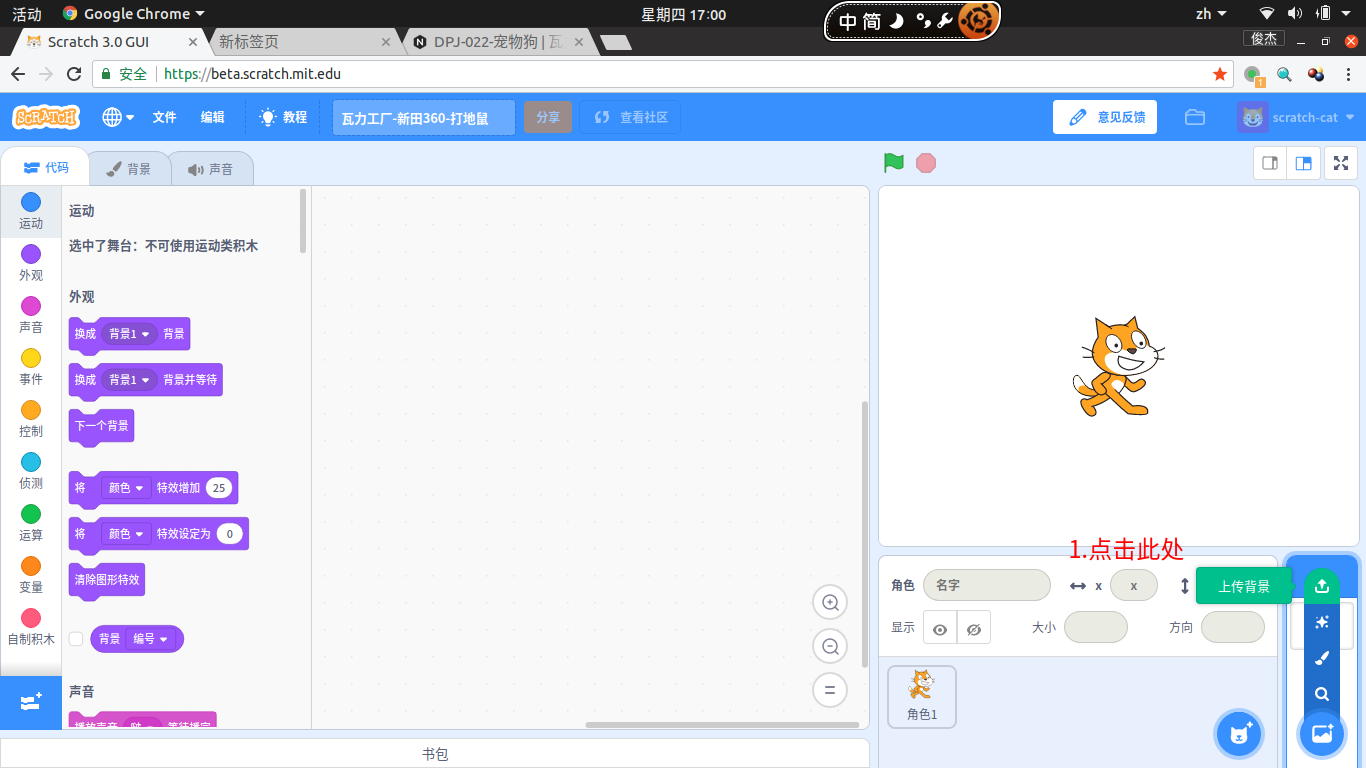 活动 Google Chrome 星期四 17:00 中 简 zh
Scratch 3.0 GUI 新标签页 DPJ-022-宠物狗 | 瓦 俊杰
安全 https://beta.scratch.mit.edu 1
SCRATCH 文件 编辑 教程 瓦力工厂-新田360-打地鼠 分享 查看社区 意见反馈 scratch-cat
代码 背景 声音
运动
外观
声音
事件
控制
侦测
运算
变量
自制积木
运动
选中了舞台：不可使用运动类积木
外观
换成 背景1 背景
换成 背景1 背景并等待
下一个背景
将 颜色 特效增加 25
将 颜色 特效设定为 0
清除图形特效
背景 编号
声音
播放声音 等待播完
书包
1.点击此处
角色 名字 x x 上传背景
显示 大小 方向
角色1